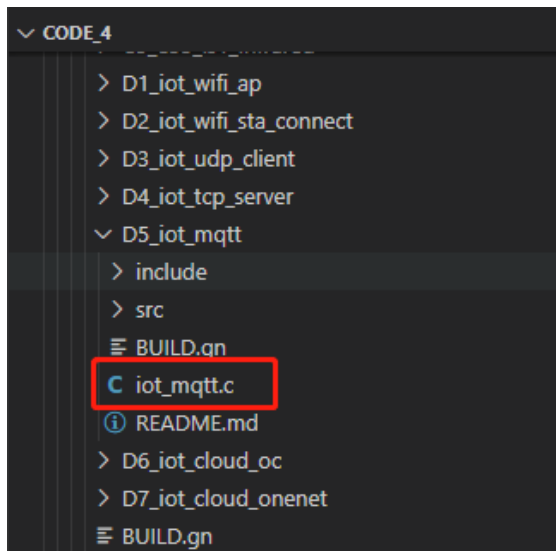 CODE_4
D1_iot_wifi_ap
D2_iot_wifi_sta_connect
D3_iot_udp_client
D4_iot_tcp_server
D5_iot_mqtt
include
src
BUILD.gn
C iot_mqtt.c
README.md
D6_iot_cloud_oc
D7_iot_cloud_onenet
BUILD.gn